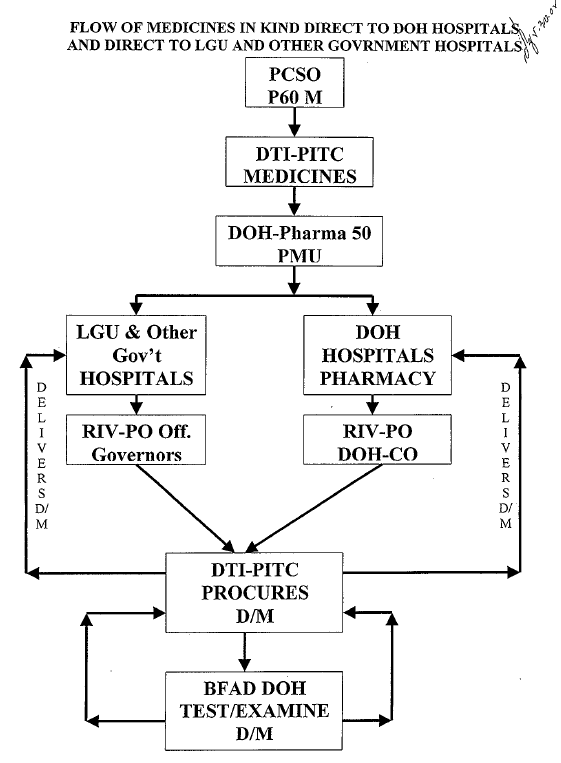 FLOW OF MEDICINES IN KIND DIRECT TO DOH HOSPITALS
AND DIRECT TO LGU AND OTHER GOVRNMENT HOSPITALS
PCSO
P60 M
DTI-PITC
MEDICINES
DOH-Pharma 50
PMU
LGU & Other
Gov't
HOSPITALS
DOH
HOSPITALS
PHARMACY
RIV-PO Off.
Governors
RIV-PO
DOH-CO
DELIVERS D/M
DELIVERS D/M
DTI-PITC
PROCURES
D/M
BFAD DOH
TEST/EXAMINE
D/M